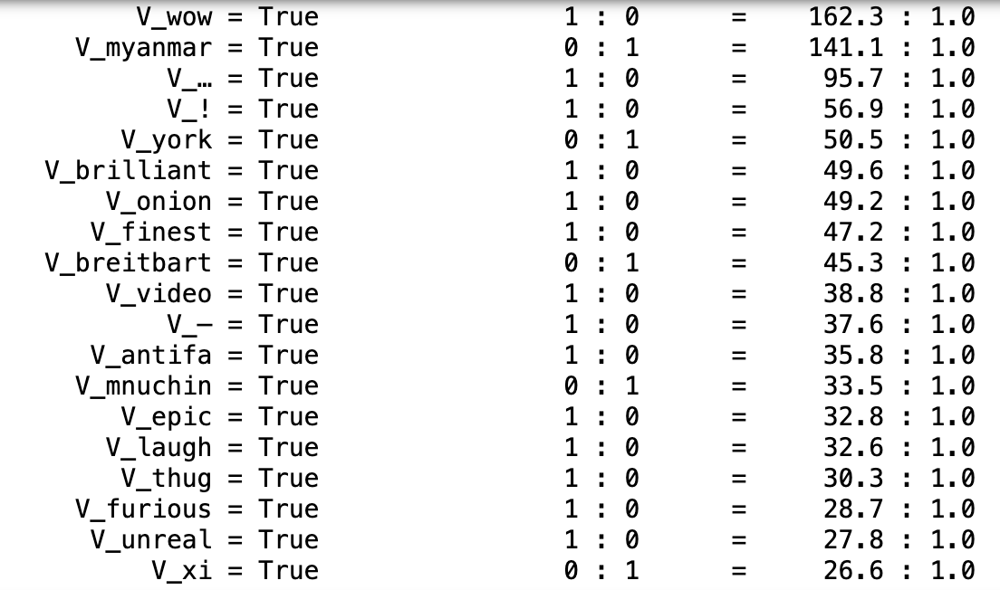 V_wow = True 1 : 0 = 162.3 : 1.0
V_myanmar = True 0 : 1 = 141.1 : 1.0
V_… = True 1 : 0 = 95.7 : 1.0
V_! = True 1 : 0 = 56.9 : 1.0
V_york = True 0 : 1 = 50.5 : 1.0
V_brilliant = True 1 : 0 = 49.6 : 1.0
V_onion = True 1 : 0 = 49.2 : 1.0
V_finest = True 1 : 0 = 47.2 : 1.0
V_breitbart = True 0 : 1 = 45.3 : 1.0
V_video = True 1 : 0 = 38.8 : 1.0
V_— = True 1 : 0 = 37.6 : 1.0
V_antifa = True 1 : 0 = 35.8 : 1.0
V_mnuchin = True 0 : 1 = 33.5 : 1.0
V_epic = True 1 : 0 = 32.8 : 1.0
V_laugh = True 1 : 0 = 32.6 : 1.0
V_thug = True 1 : 0 = 30.3 : 1.0
V_furious = True 1 : 0 = 28.7 : 1.0
V_unreal = True 1 : 0 = 27.8 : 1.0
V_xi = True 0 : 1 = 26.6 : 1.0